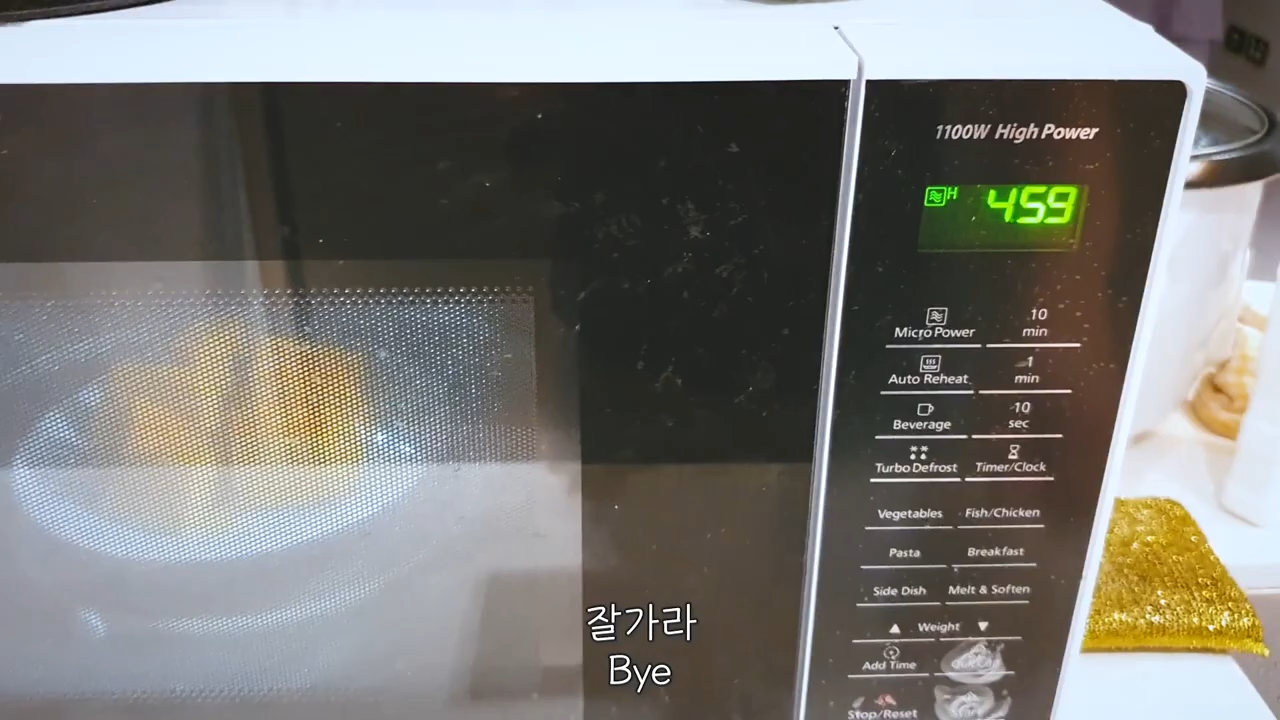 1100W High Power
H 4:59
Micro Power
10 min
Auto Reheat
1 min
Beverage
10 sec
Turbo Defrost
Timer/Clock
Vegetables
Fish/Chicken
Pasta
Breakfast
Side Dish
Melt & Soften
▲ Weight ▼
Add Time
Stop/Reset
잘가라
Bye